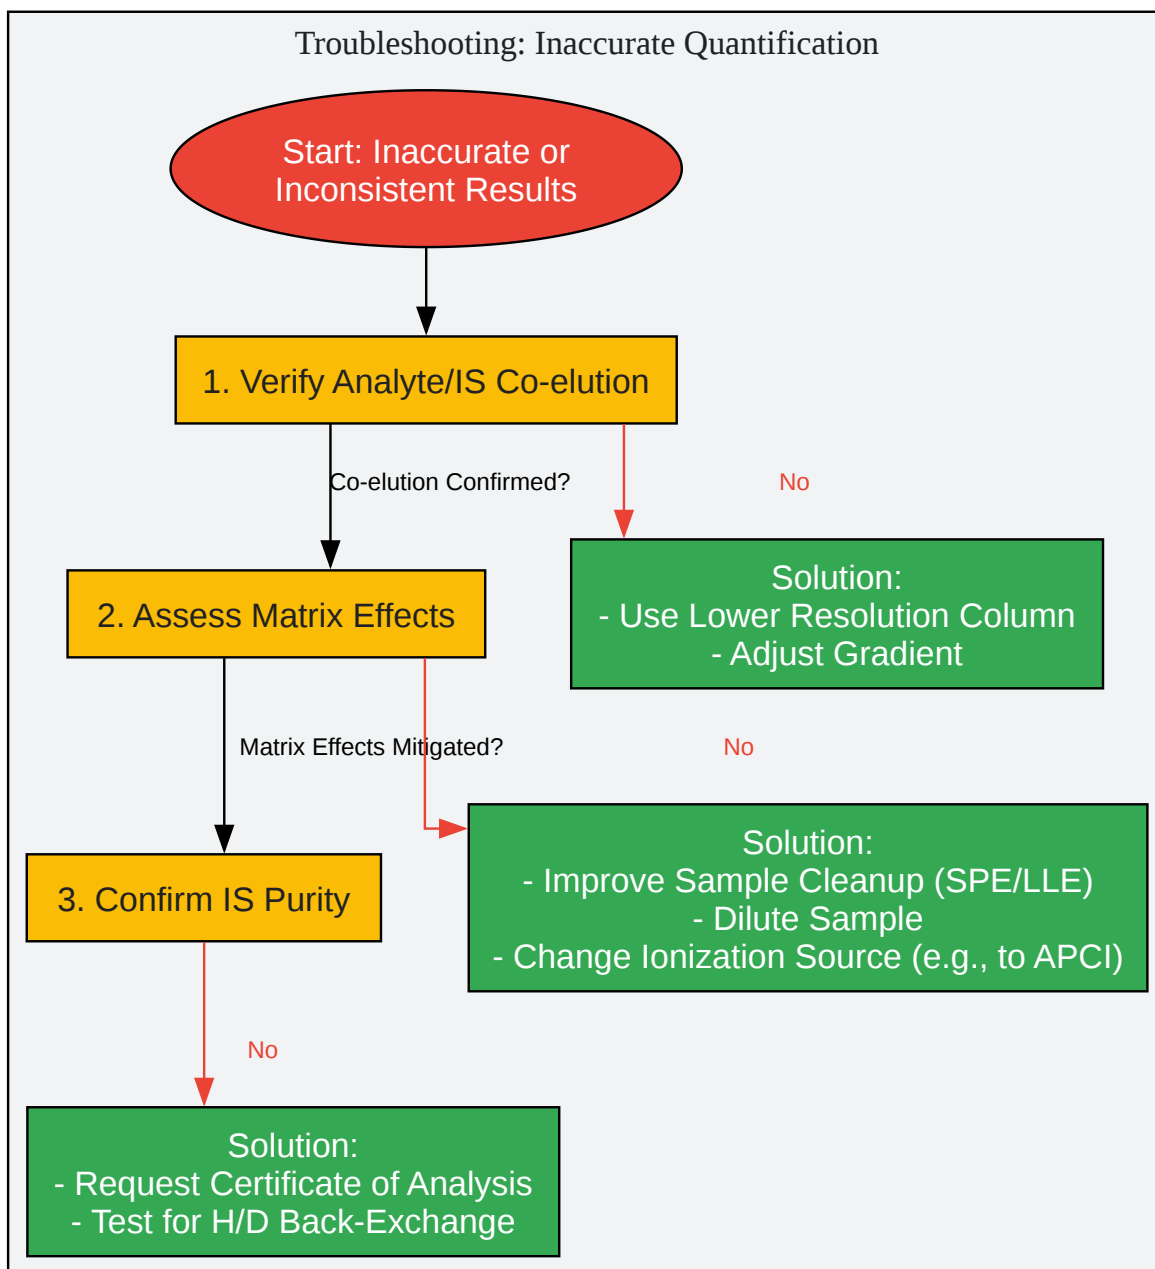 Troubleshooting: Inaccurate Quantification
Start: Inaccurate or
Inconsistent Results
1. Verify Analyte/IS Co-elution
Co-elution Confirmed?
No
Solution:
- Use Lower Resolution Column
- Adjust Gradient
2. Assess Matrix Effects
Matrix Effects Mitigated?
No
Solution:
- Improve Sample Cleanup (SPE/LLE)
- Dilute Sample
- Change Ionization Source (e.g., to APCI)
3. Confirm IS Purity
No
Solution:
- Request Certificate of Analysis
- Test for H/D Back-Exchange